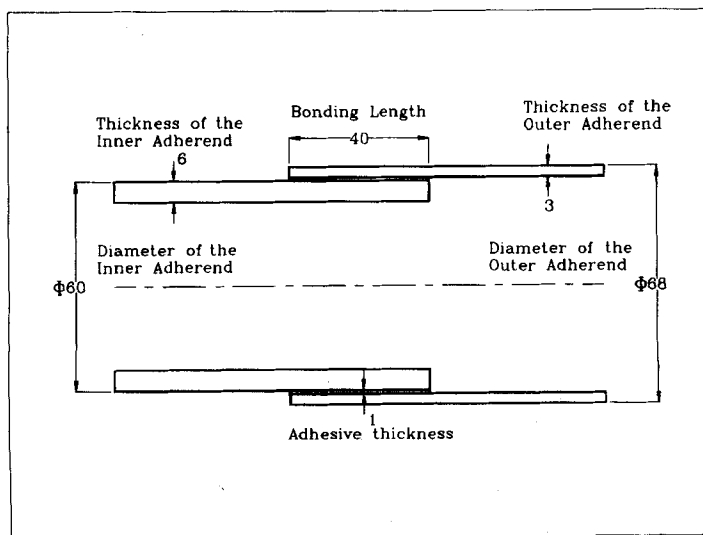 Bonding Length
40
Thickness of the
Inner Adherend
6
Thickness of the
Outer Adherend
3
Diameter of the
Inner Adherend
Φ60
Diameter of the
Outer Adherend
Φ68
1
Adhesive thickness